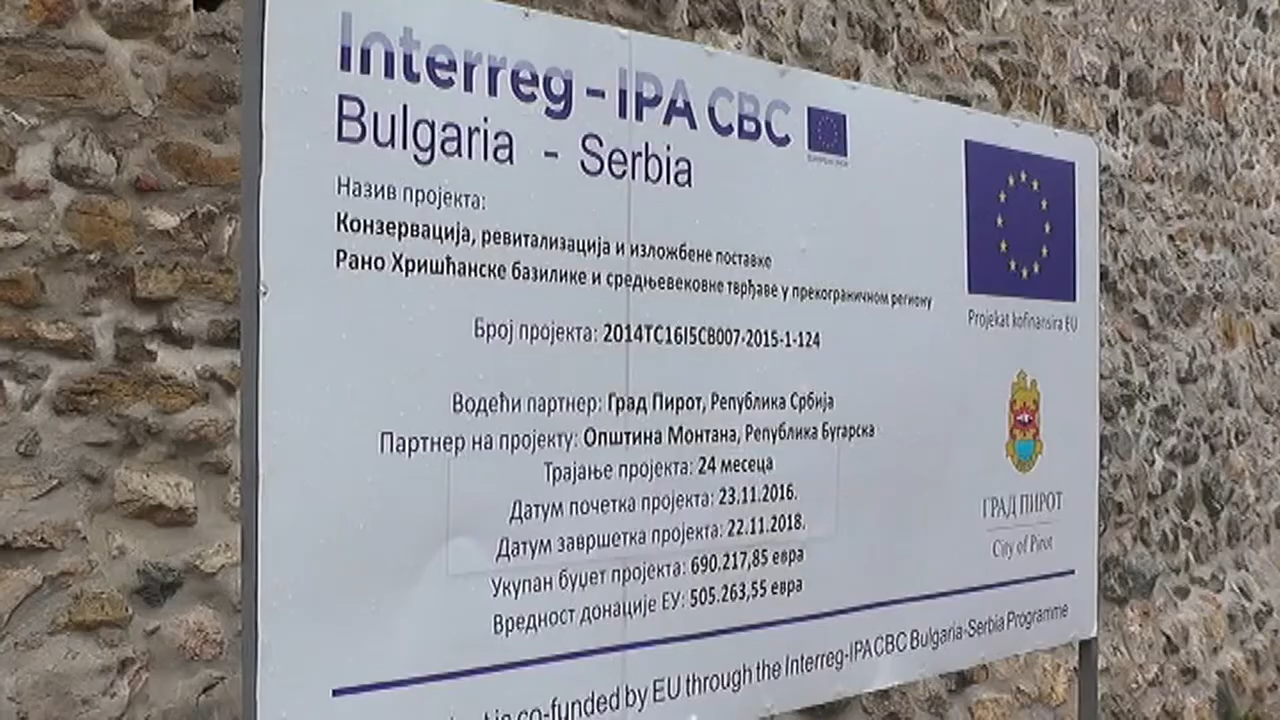 Interreg - IPA CBC
Bulgaria - Serbia
Назив пројекта:
Конзервација, ревитализација и изложбене поставке
Рано Хришћанске базилике и средњевековне тврђаве у прекограничном региону
Број пројекта: 2014TC16I5CB007-2015-1-124
Водећи партнер: Град Пирот, Република Србија
Партнер на пројекту: Општина Монтана, Република Бугарска
Трајање пројекта: 24 месеца
Датум почетка пројекта: 23.11.2016.
Датум завршетка пројекта: 22.11.2018.
Укупан буџет пројекта: 690.217,85 евра
Вредност донације ЕУ: 505.263,55 евра
Projekat kofinansira EU
ГРАД ПИРОТ
City of Pirot
is co-funded by EU through the Interreg-IPA CBC Bulgaria-Serbia Programme